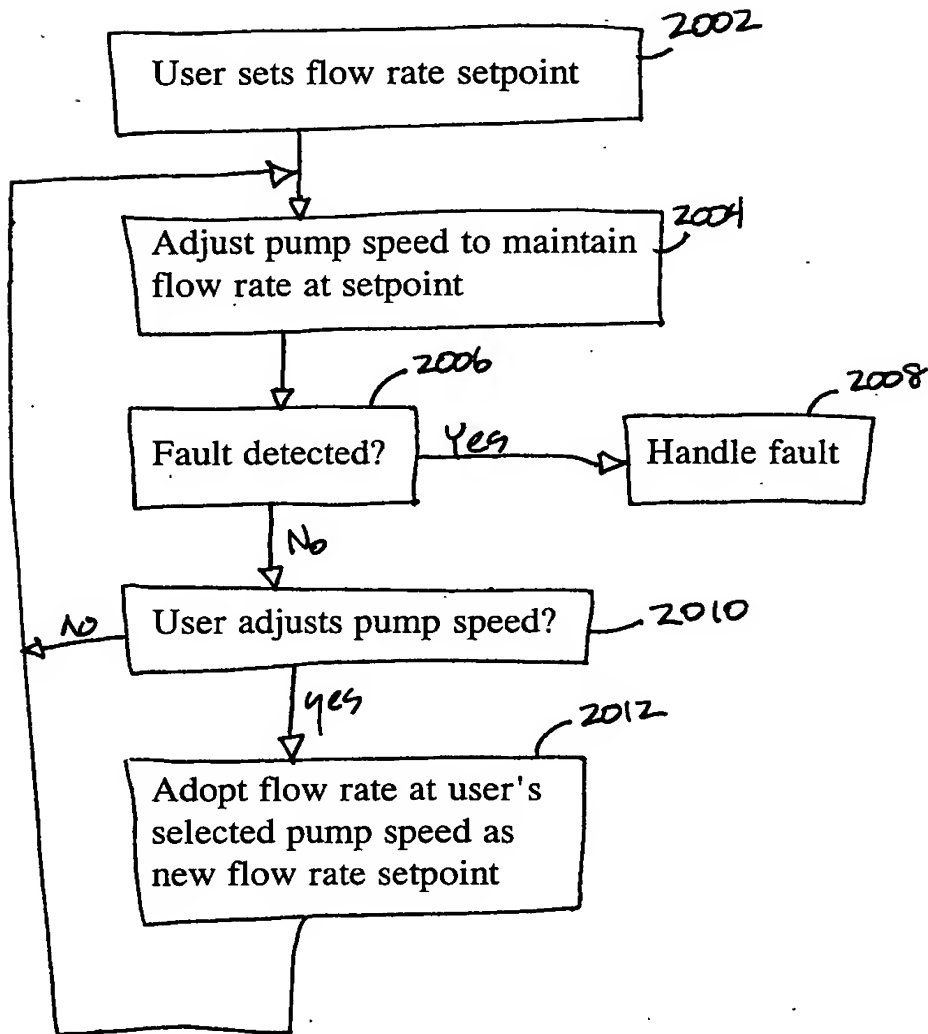 2002
User sets flow rate setpoint
2004
Adjust pump speed to maintain
flow rate at setpoint
2006
2008
Fault detected?
Yes
Handle fault
No
User adjusts pump speed?
2010
no
yes
2012
Adopt flow rate at user's
selected pump speed as
new flow rate setpoint